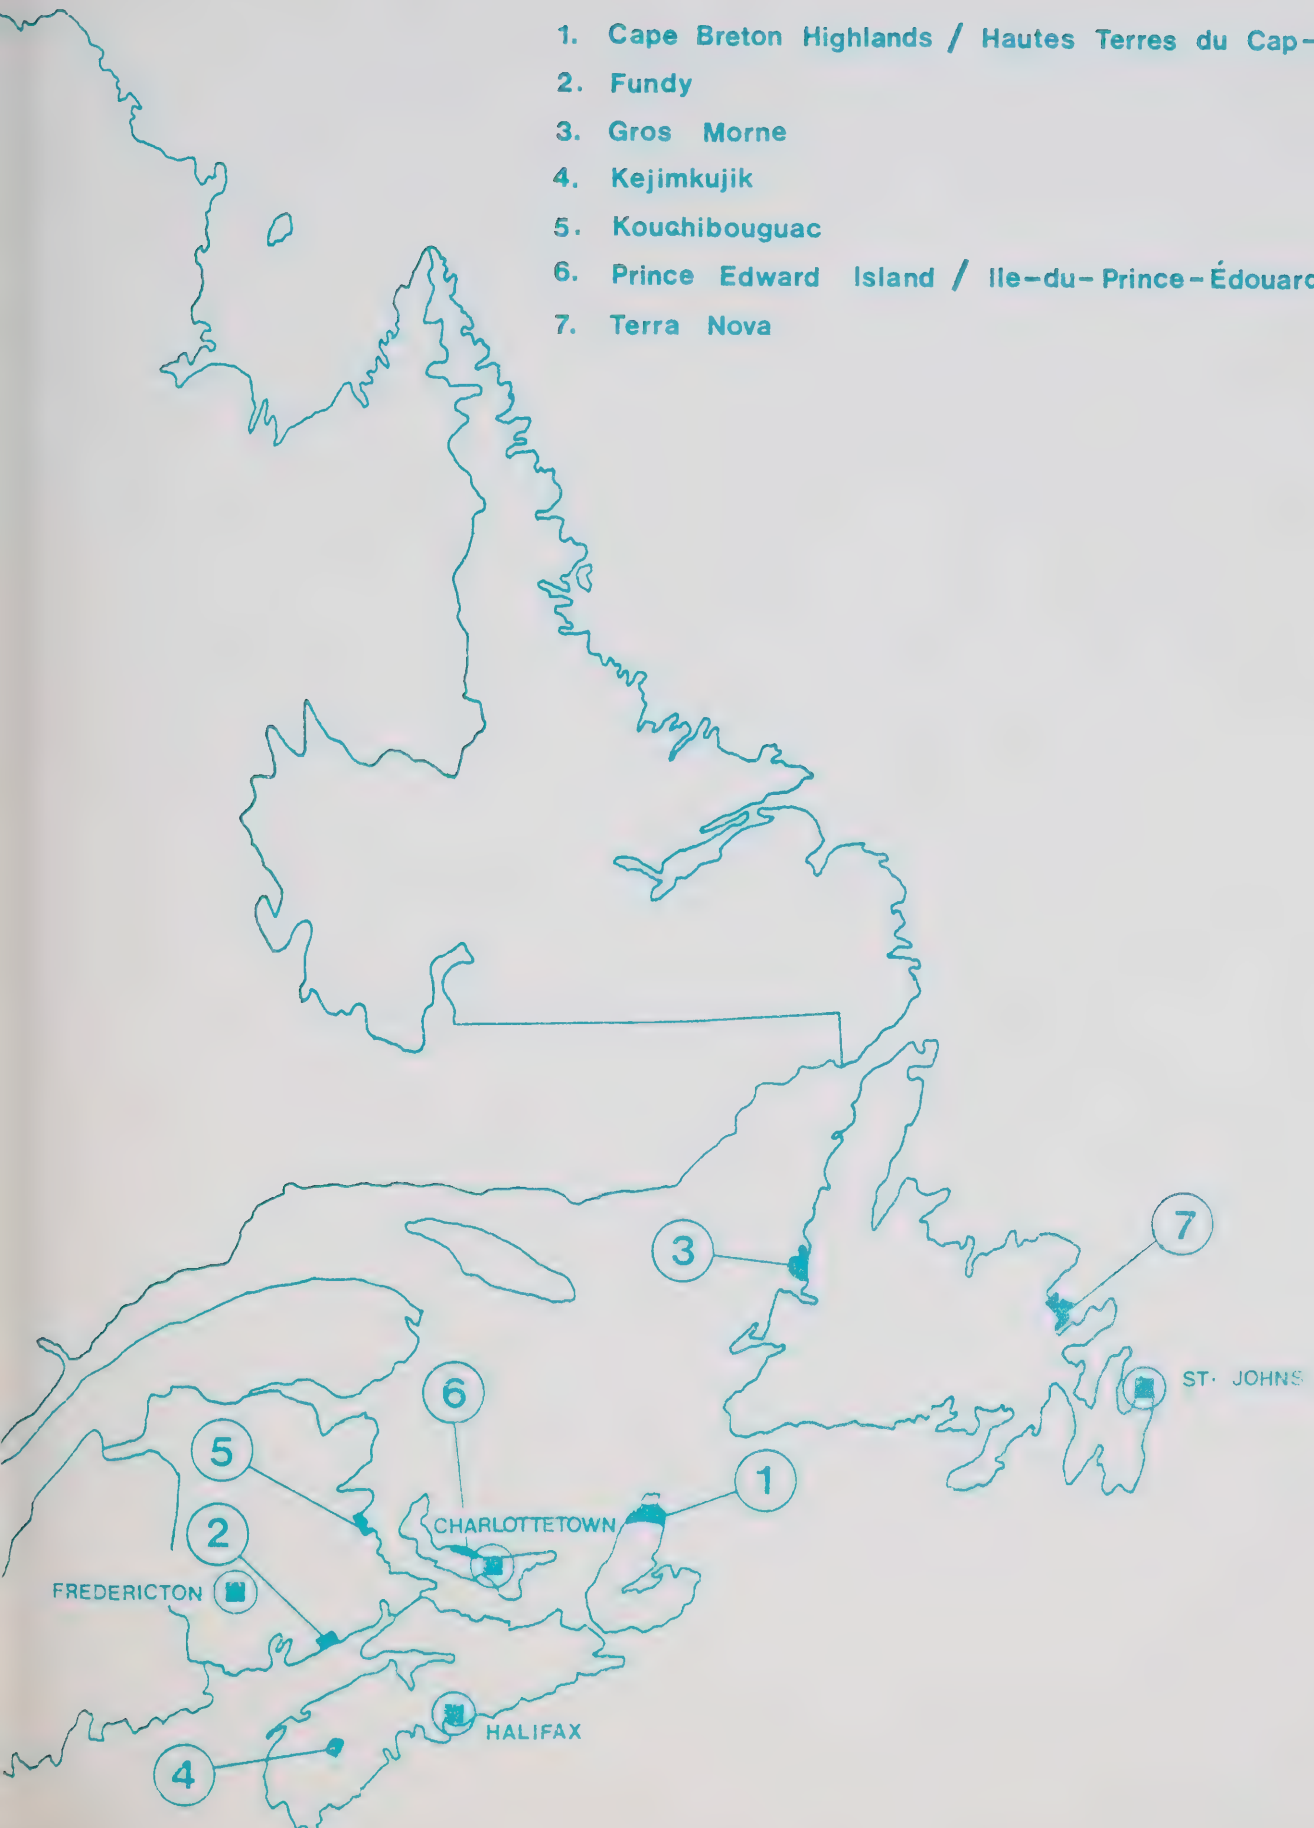 1. Cape Breton Highlands / Hautes Terres du Cap-
2. Fundy
3. Gros Morne
4. Kejimkujik
5. Kouchibouguac
6. Prince Edward Island / Ile-du-Prince-Édouard
7. Terra Nova
3
7
6
ST. JOHNS
5
1
2
CHARLOTTETOWN
FREDERICTON
HALIFAX
4